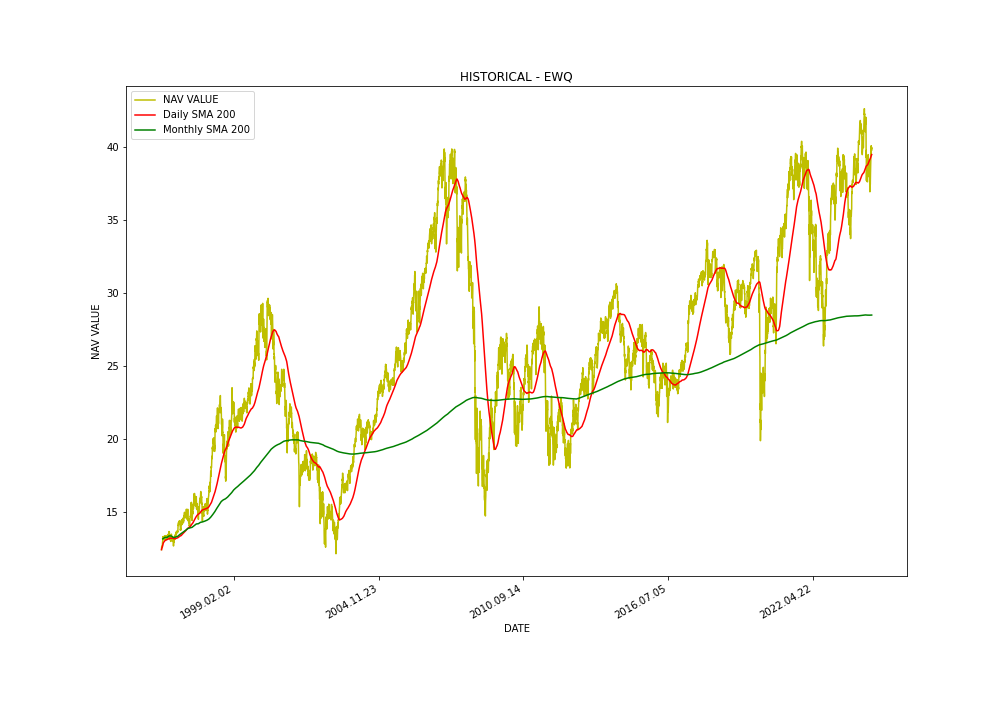 HISTORICAL - EWQ
NAV VALUE
Daily SMA 200
Monthly SMA 200
40
35
30
25
20
15
NAV VALUE
1999.02.02
2004.11.23
2010.09.14
2016.07.05
2022.04.22
DATE